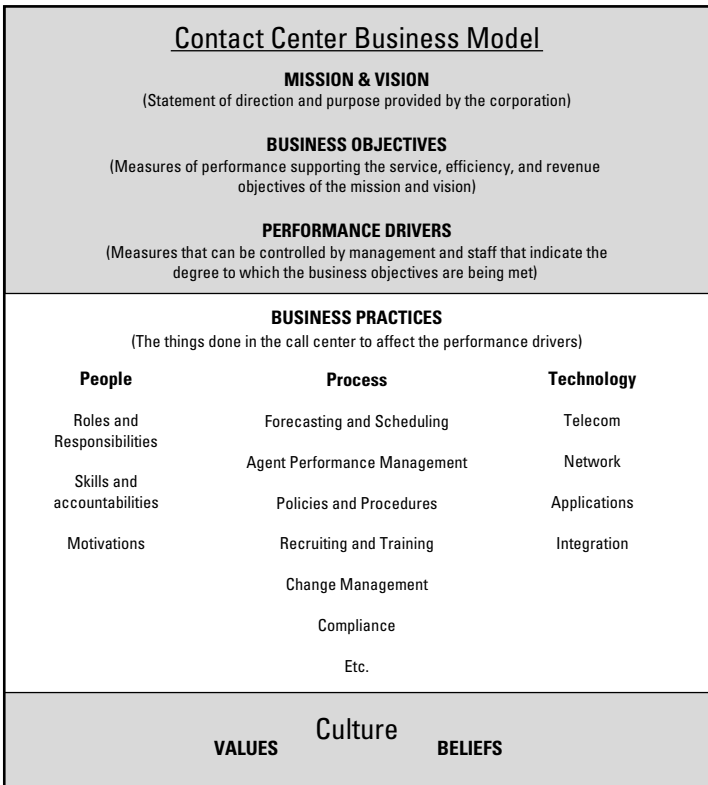 Contact Center Business Model
MISSION & VISION
(Statement of direction and purpose provided by the corporation)
BUSINESS OBJECTIVES
(Measures of performance supporting the service, efficiency, and revenue
objectives of the mission and vision)
PERFORMANCE DRIVERS
(Measures that can be controlled by management and staff that indicate the
degree to which the business objectives are being met)
BUSINESS PRACTICES
(The things done in the call center to affect the performance drivers)
People
Roles and
Responsibilities
Skills and
accountabilities
Motivations
Process
Forecasting and Scheduling
Agent Performance Management
Policies and Procedures
Recruiting and Training
Change Management
Compliance
Etc.
Technology
Telecom
Network
Applications
Integration
Culture
VALUES
BELIEFS